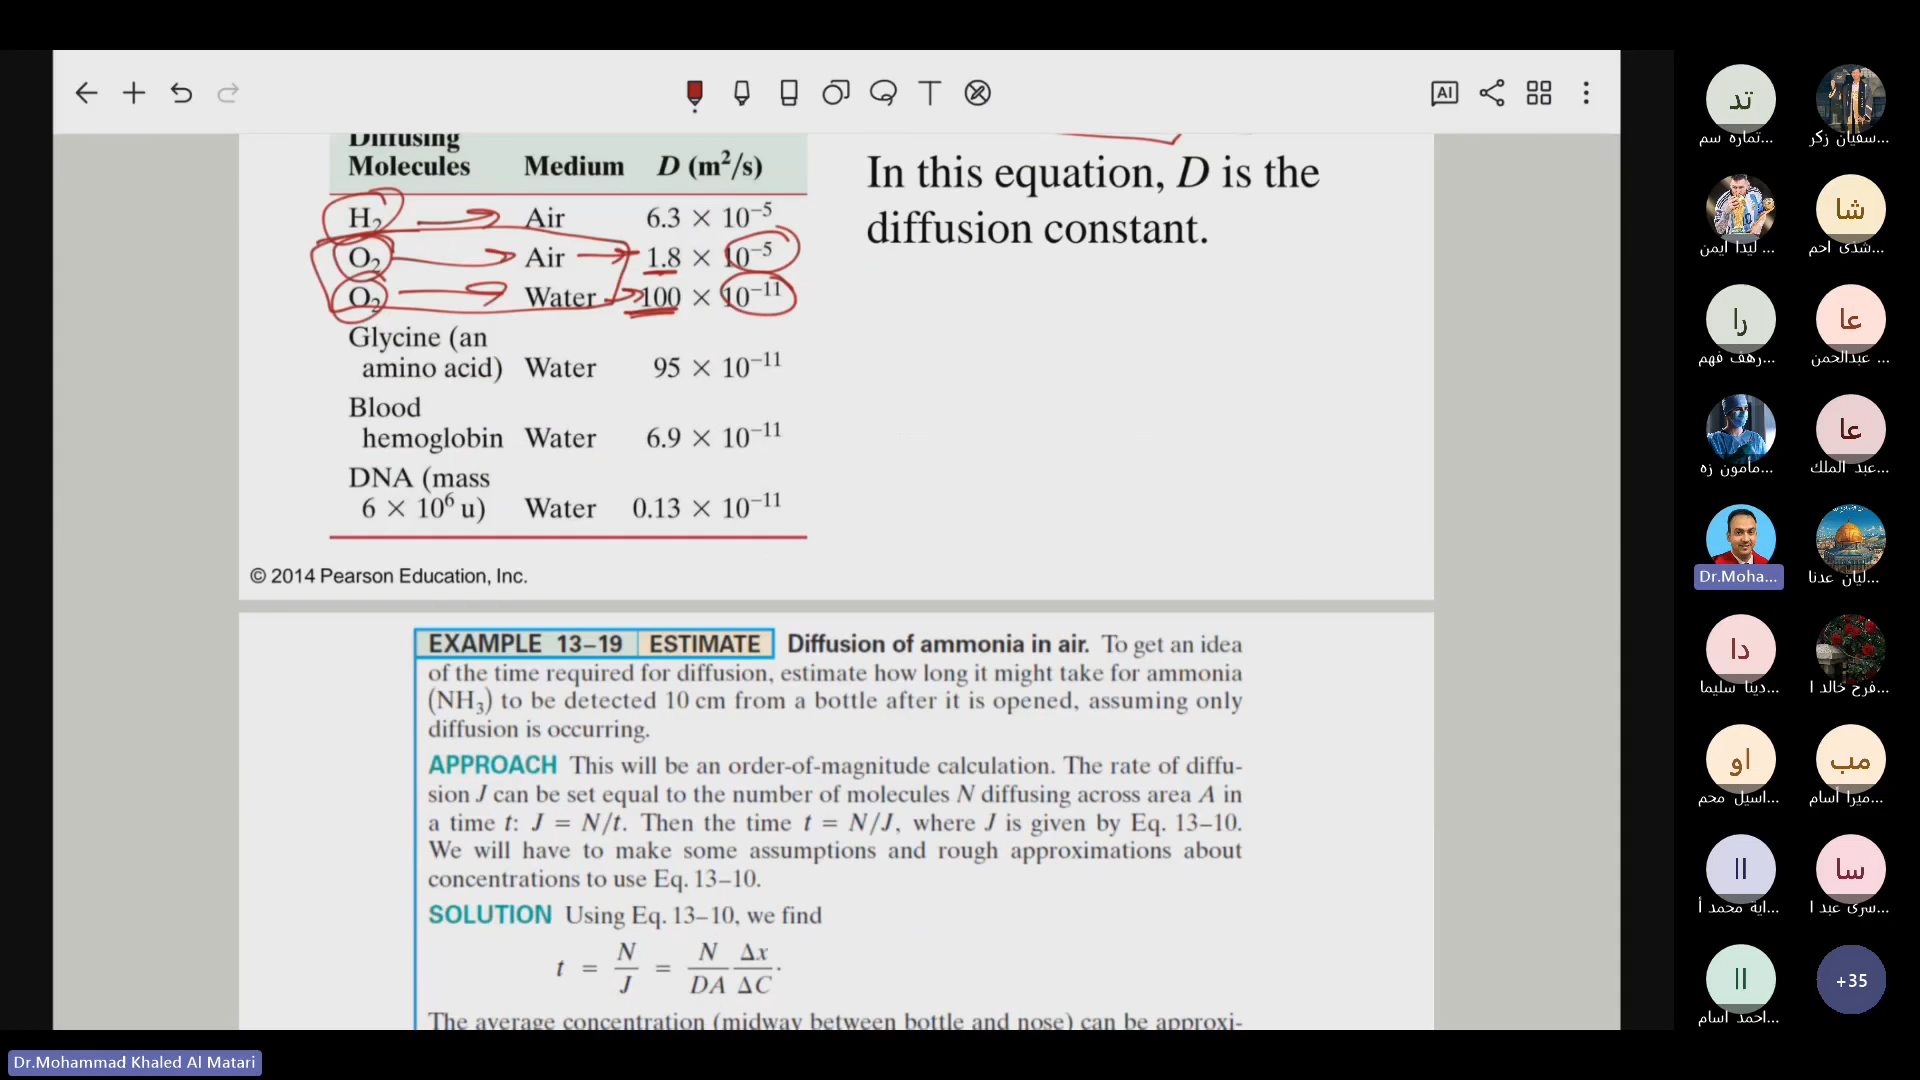 Diffusing
Molecules Medium D (m²/s)
H₂ Air 6.3 × 10⁻⁵
O₂ Air 1.8 × 10⁻⁵
O₂ Water 100 × 10⁻¹¹
Glycine (an
amino acid) Water 95 × 10⁻¹¹
Blood
hemoglobin Water 6.9 × 10⁻¹¹
DNA (mass
6 × 10⁶ u) Water 0.13 × 10⁻¹¹
© 2014 Pearson Education, Inc.
In this equation, D is the
diffusion constant.
EXAMPLE 13–19 ESTIMATE Diffusion of ammonia in air. To get an idea
of the time required for diffusion, estimate how long it might take for ammonia
(NH₃) to be detected 10 cm from a bottle after it is opened, assuming only
diffusion is occurring.
APPROACH This will be an order-of-magnitude calculation. The rate of diffu-
sion J can be set equal to the number of molecules N diffusing across area A in
a time t: J = N/t. Then the time t = N/J, where J is given by Eq. 13–10.
We will have to make some assumptions and rough approximations about
concentrations to use Eq. 13–10.
SOLUTION Using Eq. 13–10, we find
t = N/J = N/DA Δx/ΔC.
The average concentration (midway between bottle and nose) can be approxi-
AI
تد
تماره سم...
سفيان زكر...
ليدا ايمن ...
شا
شذى احم...
را
رهف فهم...
عا
عبدالحمن ...
مأمون زه...
عا
عبد الملك...
Dr.Moha...
ليان عدنا...
دا
دينا سليما...
فرح خالد ا...
او
اسيل محم...
مب
ميرا أسام...
اا
اية محمد أ...
سا
سرى عبد ا...
اا
احمد اسام...
+35
Dr.Mohammad Khaled Al Matari